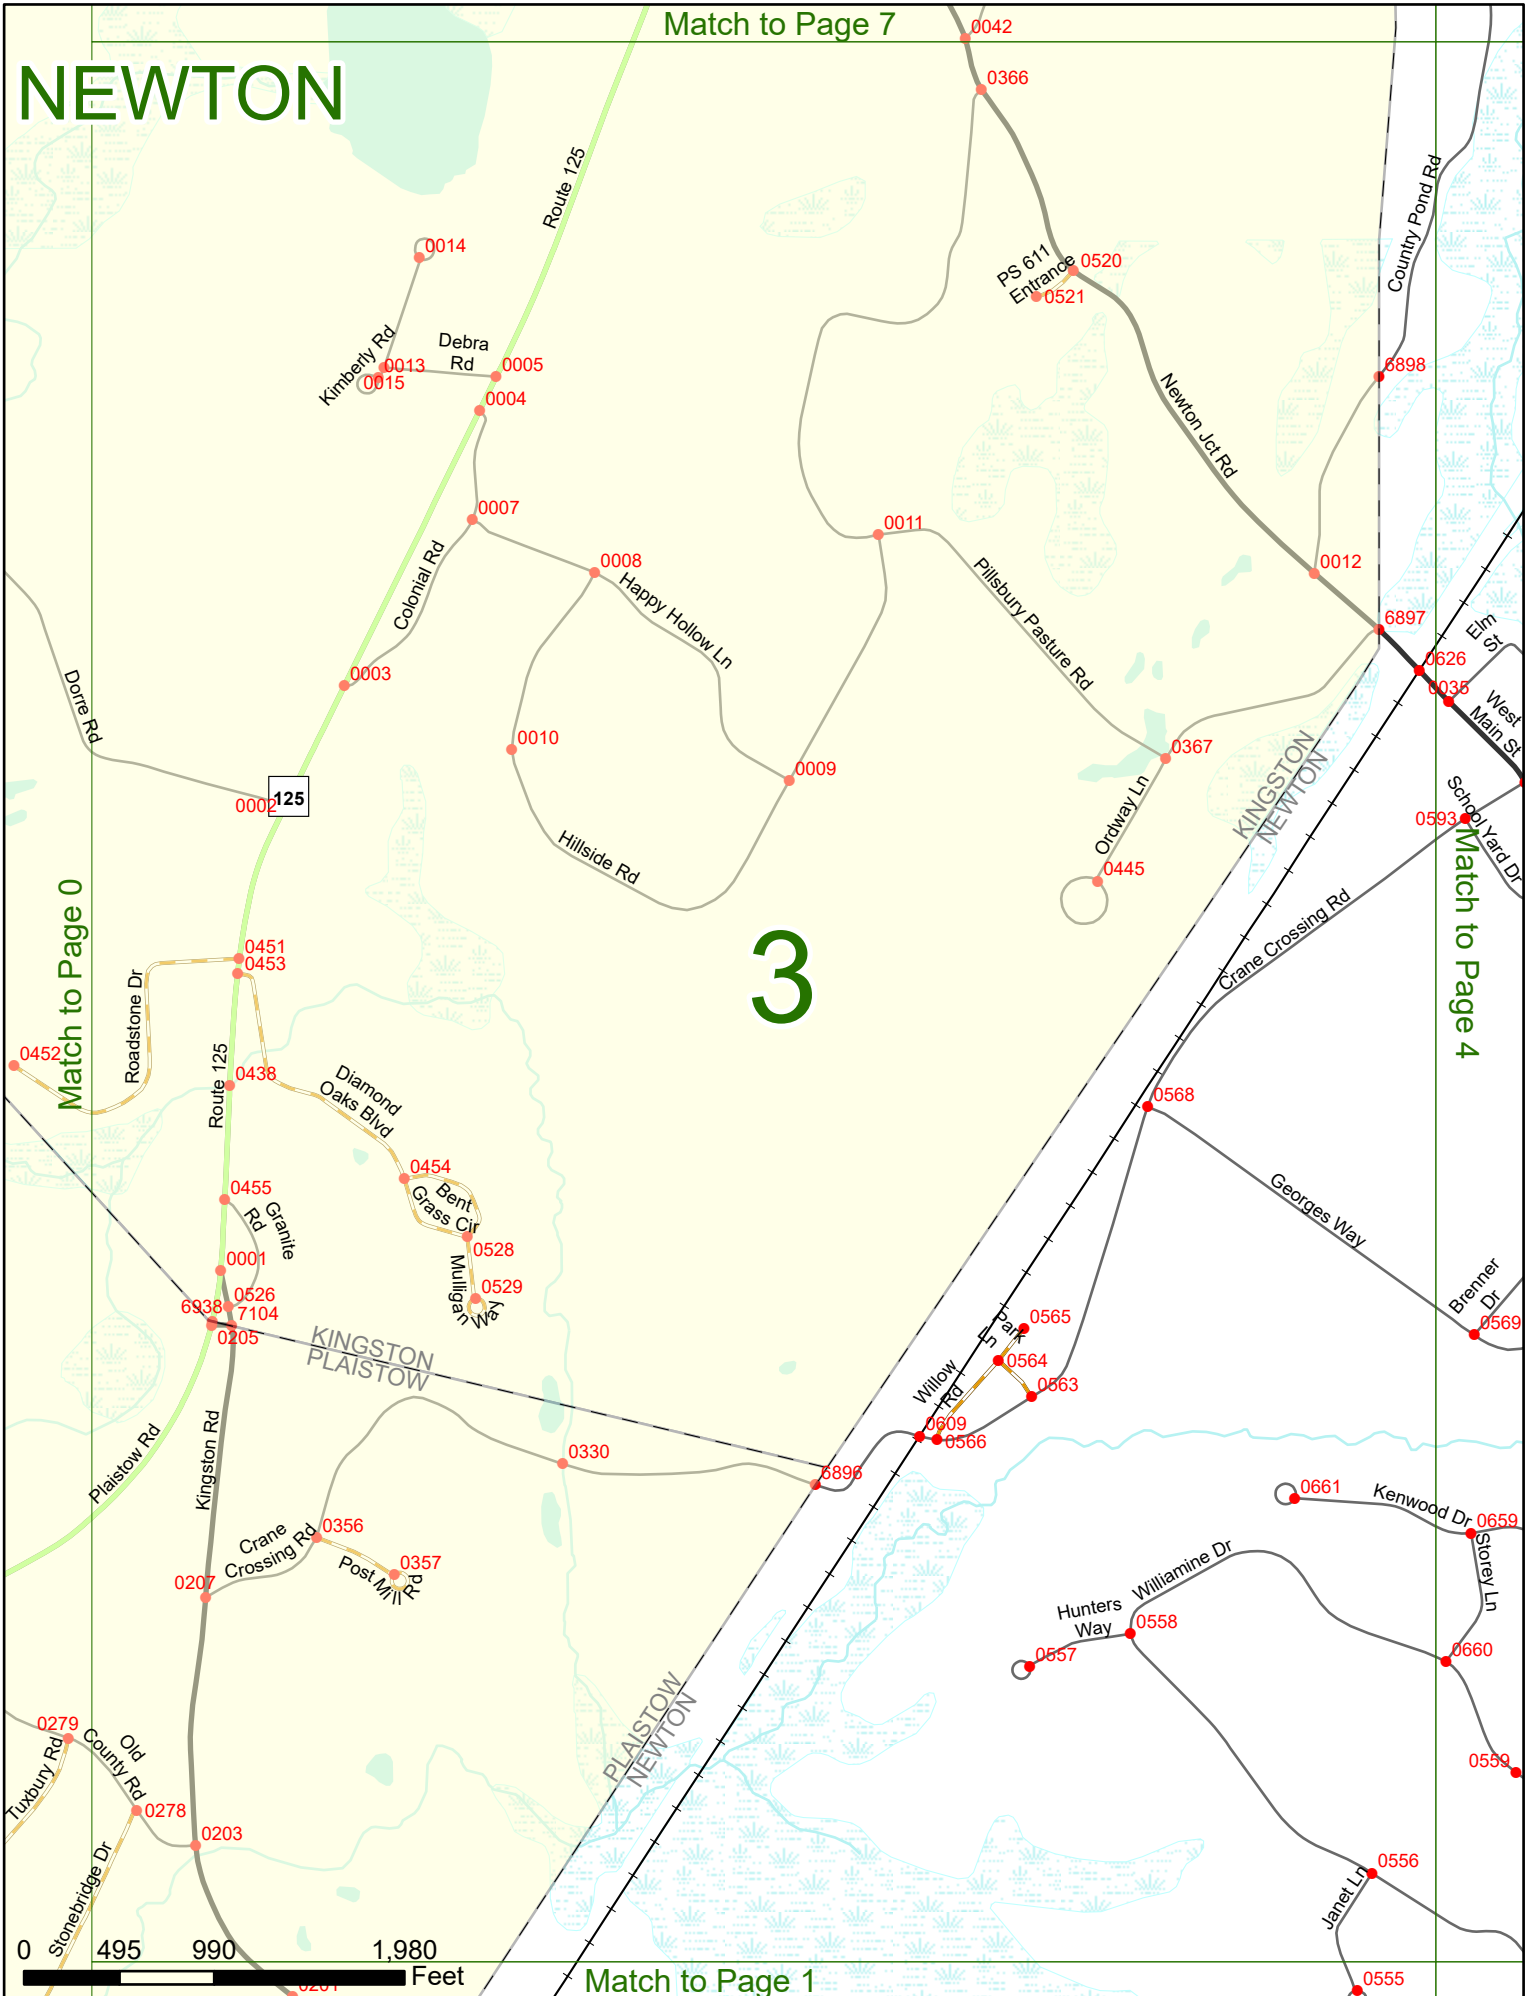 Match to Page 7
NEWTON
0042
0366
Route 125
Country Pond Rd
0014
PS 611
Entrance
0520
0521
Kimberly Rd
Debra
Rd
0013
0015
0005
0004
6898
Newton Jct Rd
0007
0011
0012
0008
Colonial Rd
Happy Hollow Ln
Pillsbury Pasture Rd
6897
Elm
St
0626
0035
West
Main St
Dorre Rd
0003
0010
0009
0367
KINGSTON
NEWTON
0002
125
Ordway Ln
School Yard Dr
0593
Hillside Rd
0445
Match to Page 0
Match to Page 4
3
Crane Crossing Rd
0451
0453
Roadstone Dr
0452
Route 125
0438
Diamond
Oaks Blvd
0568
0454
Bent
Grass Cir
0455
Granite
Rd
Georges Way
0528
0001
Mulligan
Way
0529
0526
6938
7104
0205
KINGSTON
PLAISTOW
Brenner
Dr
0569
Park
Ln
0565
0564
0563
Willow
Rd
0609
0566
Plaistow Rd
Kingston Rd
0330
6896
0661
Kenwood Dr
0659
Crane
Crossing Rd
0356
Post Mill
Rd
0357
0207
Storey Ln
Williamine Dr
Hunters
Way
0558
0557
0660
PLAISTOW
NEWTON
0279
Old
County Rd
Tuxbury Rd
0559
0278
0203
Stonebridge Dr
0556
Janet Ln
0 495 990 1,980
Feet
0201
Match to Page 1
0555